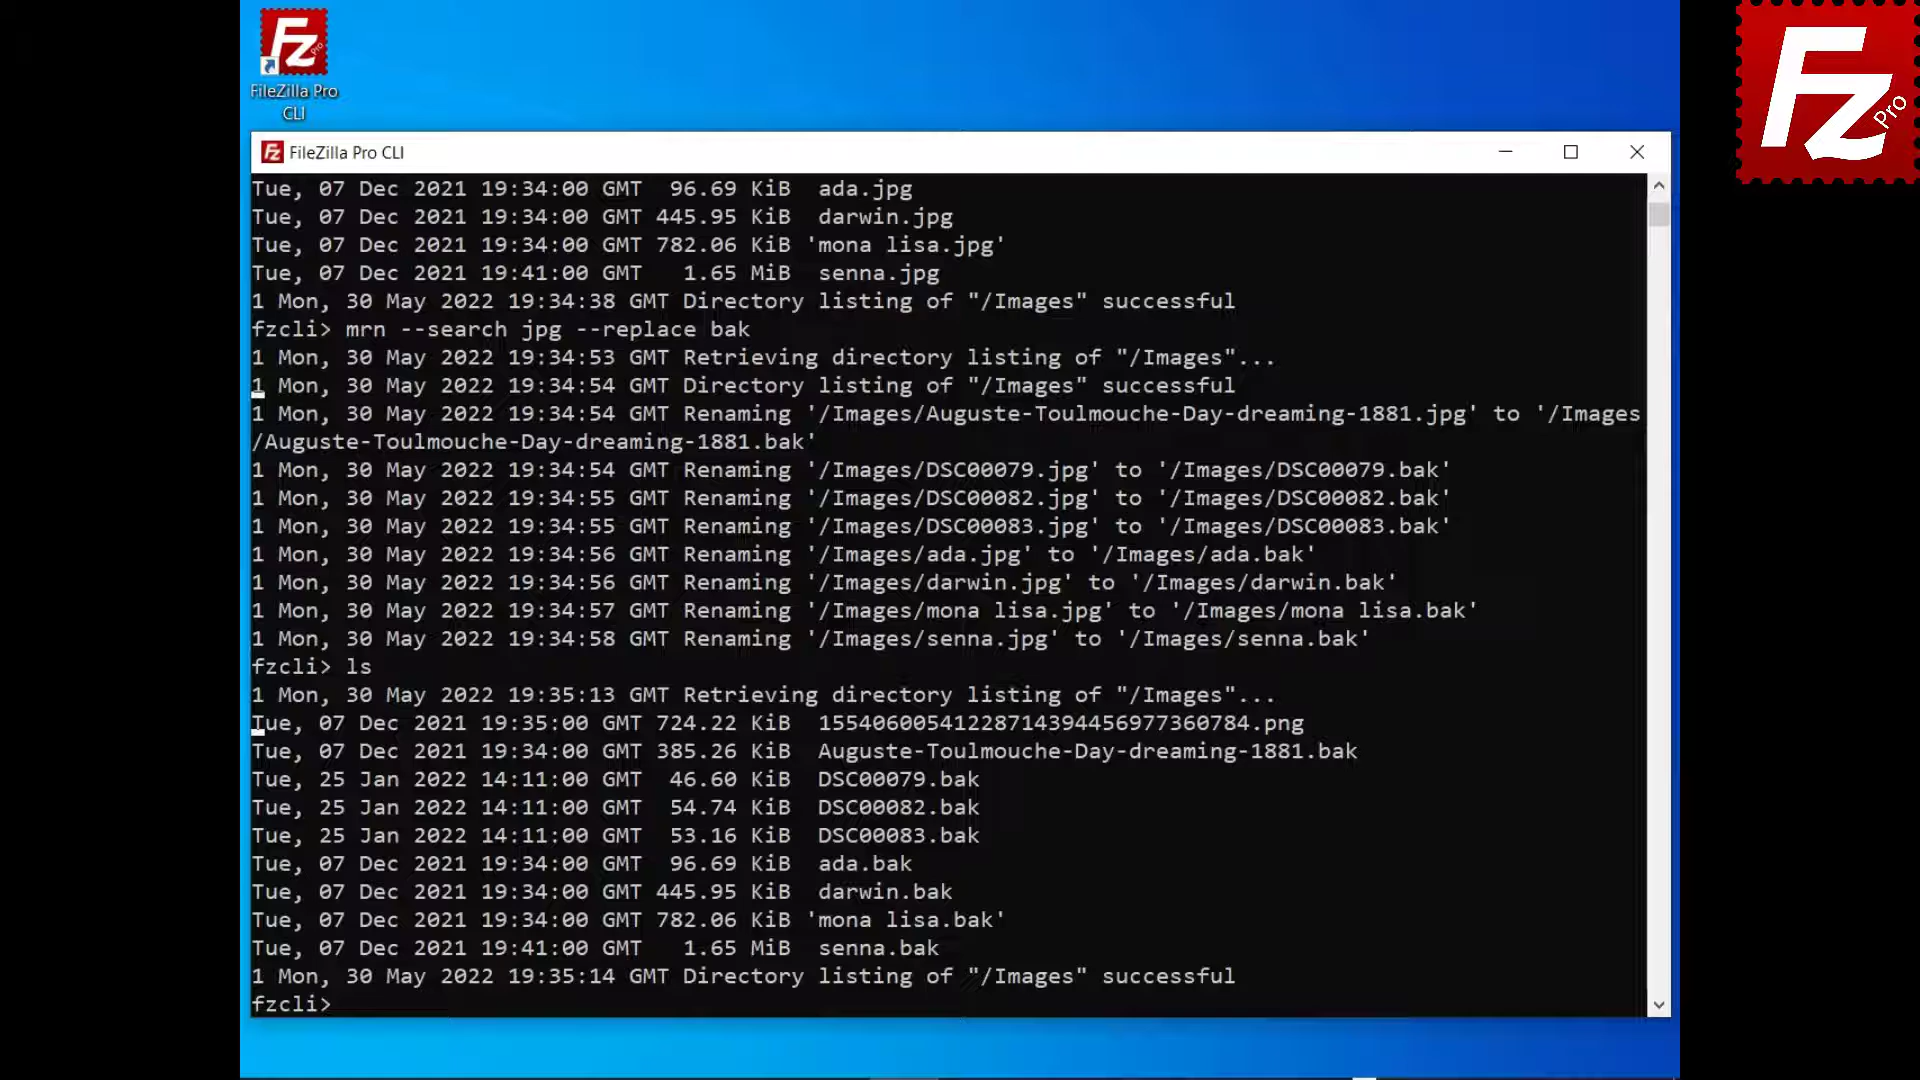 FileZilla Pro
CLI
Fz Pro
FileZilla Pro CLI
Tue, 07 Dec 2021 19:34:00 GMT  96.69 KiB  ada.jpg
Tue, 07 Dec 2021 19:34:00 GMT 445.95 KiB  darwin.jpg
Tue, 07 Dec 2021 19:34:00 GMT 782.06 KiB 'mona lisa.jpg'
Tue, 07 Dec 2021 19:41:00 GMT   1.65 MiB  senna.jpg
1 Mon, 30 May 2022 19:34:38 GMT Directory listing of "/Images" successful
fzcli> mrn --search jpg --replace bak
1 Mon, 30 May 2022 19:34:53 GMT Retrieving directory listing of "/Images"...
1 Mon, 30 May 2022 19:34:54 GMT Directory listing of "/Images" successful
1 Mon, 30 May 2022 19:34:54 GMT Renaming '/Images/Auguste-Toulmouche-Day-dreaming-1881.jpg' to '/Images
/Auguste-Toulmouche-Day-dreaming-1881.bak'
1 Mon, 30 May 2022 19:34:54 GMT Renaming '/Images/DSC00079.jpg' to '/Images/DSC00079.bak'
1 Mon, 30 May 2022 19:34:55 GMT Renaming '/Images/DSC00082.jpg' to '/Images/DSC00082.bak'
1 Mon, 30 May 2022 19:34:55 GMT Renaming '/Images/DSC00083.jpg' to '/Images/DSC00083.bak'
1 Mon, 30 May 2022 19:34:56 GMT Renaming '/Images/ada.jpg' to '/Images/ada.bak'
1 Mon, 30 May 2022 19:34:56 GMT Renaming '/Images/darwin.jpg' to '/Images/darwin.bak'
1 Mon, 30 May 2022 19:34:57 GMT Renaming '/Images/mona lisa.jpg' to '/Images/mona lisa.bak'
1 Mon, 30 May 2022 19:34:58 GMT Renaming '/Images/senna.jpg' to '/Images/senna.bak'
fzcli> ls
1 Mon, 30 May 2022 19:35:13 GMT Retrieving directory listing of "/Images"...
Tue, 07 Dec 2021 19:35:00 GMT 724.22 KiB  15540600541228714394456977360784.png
Tue, 07 Dec 2021 19:34:00 GMT 385.26 KiB  Auguste-Toulmouche-Day-dreaming-1881.bak
Tue, 25 Jan 2022 14:11:00 GMT  46.60 KiB  DSC00079.bak
Tue, 25 Jan 2022 14:11:00 GMT  54.74 KiB  DSC00082.bak
Tue, 25 Jan 2022 14:11:00 GMT  53.16 KiB  DSC00083.bak
Tue, 07 Dec 2021 19:34:00 GMT  96.69 KiB  ada.bak
Tue, 07 Dec 2021 19:34:00 GMT 445.95 KiB  darwin.bak
Tue, 07 Dec 2021 19:34:00 GMT 782.06 KiB 'mona lisa.bak'
Tue, 07 Dec 2021 19:41:00 GMT   1.65 MiB  senna.bak
1 Mon, 30 May 2022 19:35:14 GMT Directory listing of "/Images" successful
fzcli>